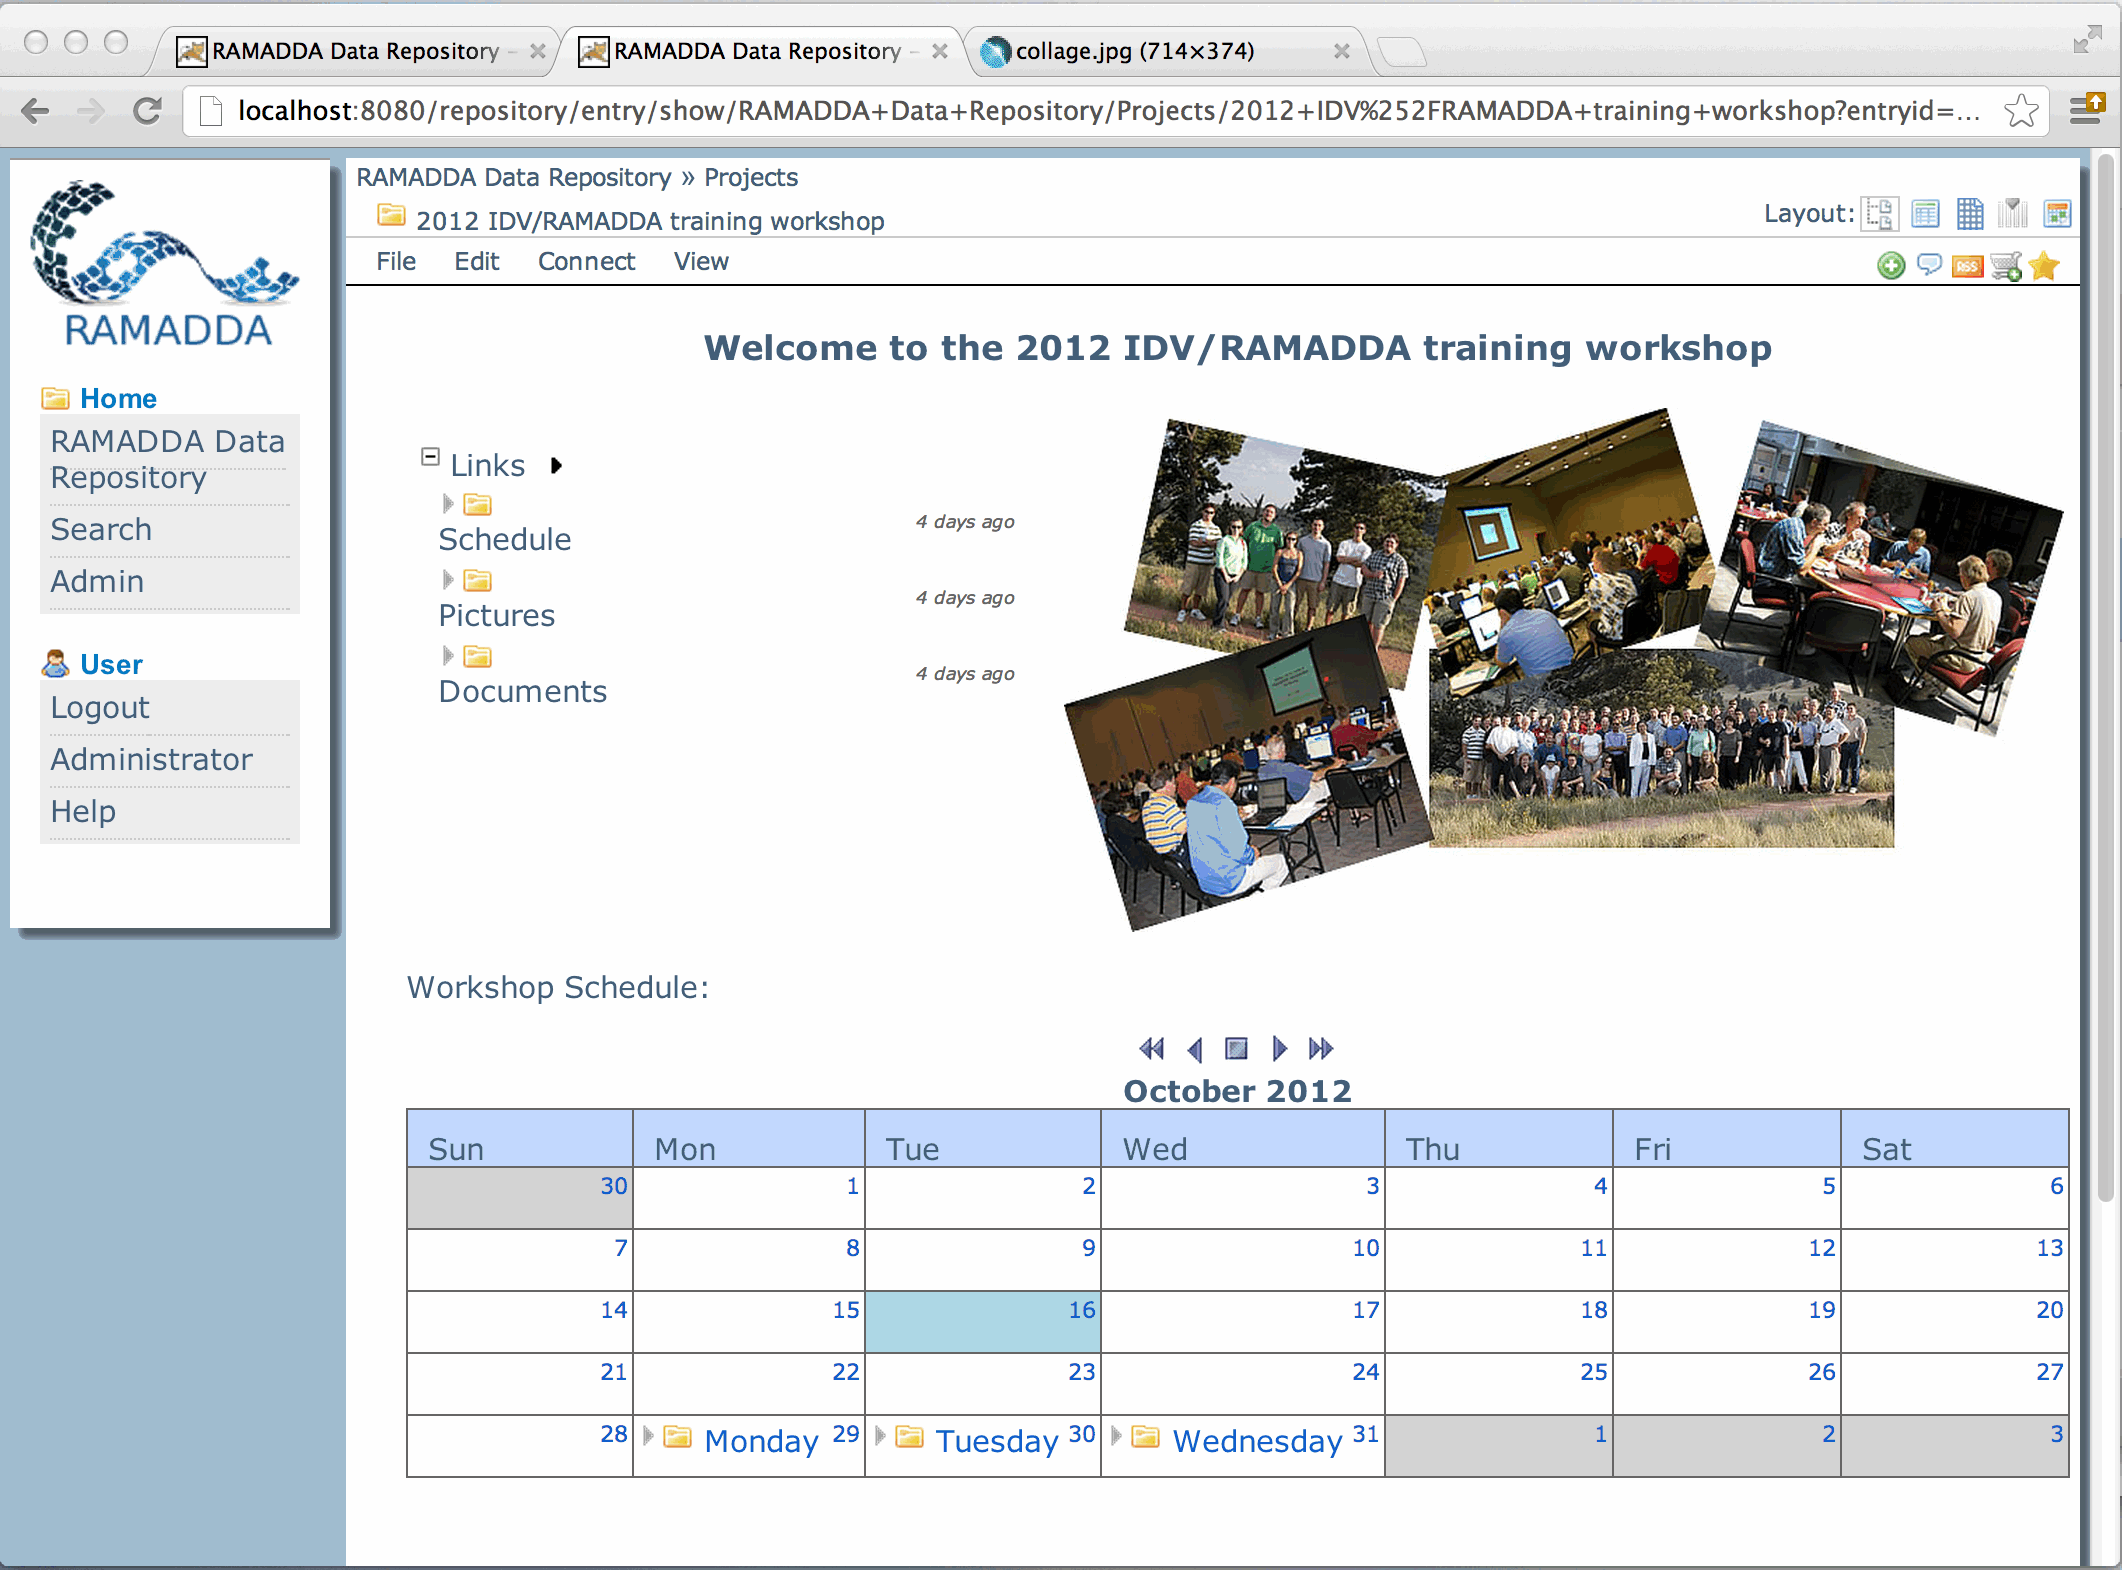 RAMADDA Data Repository -
RAMADDA Data Repository -
collage.jpg (714×374)
localhost:8080/repository/entry/show/RAMADDA+Data+Repository/Projects/2012+IDV%252FRAMADDA+training+workshop?entryid=...
RAMADDA
Home
RAMADDA Data
Repository
Search
Admin
User
Logout
Administrator
Help
RAMADDA Data Repository » Projects
2012 IDV/RAMADDA training workshop
Layout:
File Edit Connect View
RSS
Welcome to the 2012 IDV/RAMADDA training workshop
Links
Schedule
4 days ago
Pictures
4 days ago
Documents
4 days ago
Workshop Schedule:
October 2012
Sun Mon Tue Wed Thu Fri Sat
30 1 2 3 4 5 6
7 8 9 10 11 12 13
14 15 16 17 18 19 20
21 22 23 24 25 26 27
28 Monday 29 Tuesday 30 Wednesday 31 1 2 3